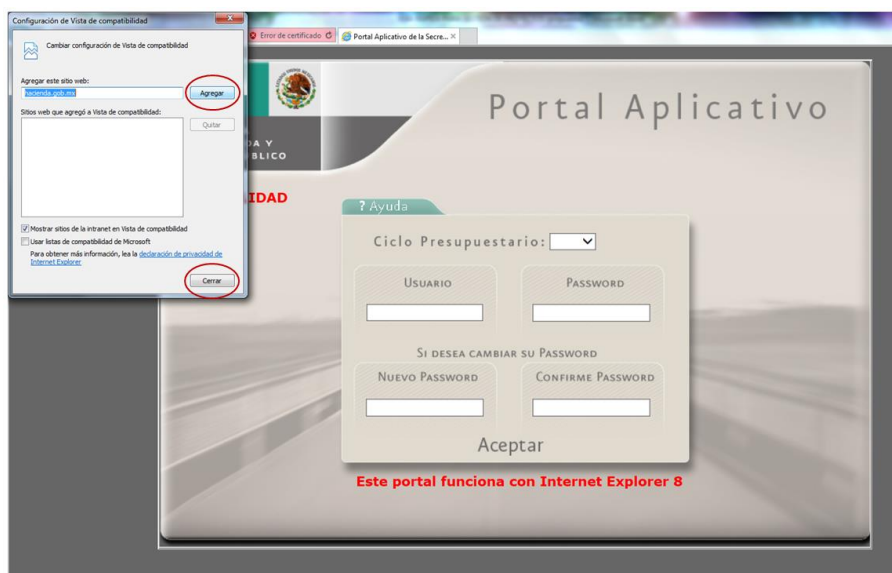 Configuración de Vista de compatibilidad
Cambiar configuración de Vista de compatibilidad
Agregar este sitio web:
hacienda.gob.mx
Agregar
Sitios web que agregó a Vista de compatibilidad:
Quitar
Mostrar sitios de la intranet en Vista de compatibilidad
Usar listas de compatibilidad de Microsoft
Para obtener más información, lea la declaración de privacidad de
Internet Explorer
Cerrar
Error de certificado
Portal Aplicativo de la Secre...
Portal Aplicativo
DA Y
BLICO
IDAD
? Ayuda
Ciclo Presupuestario:
Usuario
Password
Si desea cambiar su Password
Nuevo Password
Confirme Password
Aceptar
Este portal funciona con Internet Explorer 8